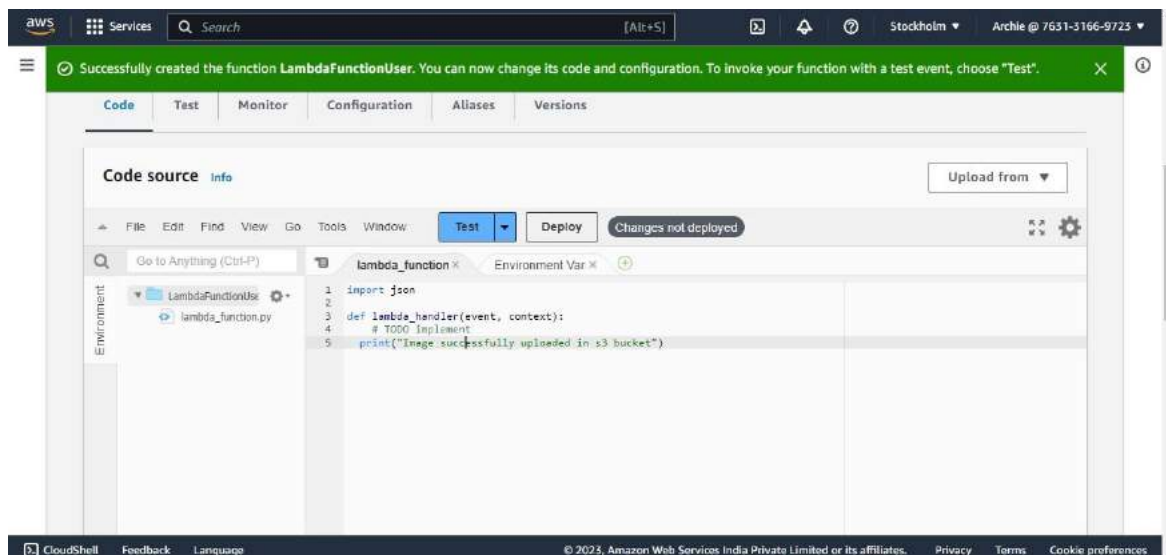 aws Services Search [Alt+S] Stockholm ▼ Archie @ 7631-3166-9723 ▼
Successfully created the function LambdaFunctionUser. You can now change its code and configuration. To invoke your function with a test event, choose "Test".
Code Test Monitor Configuration Aliases Versions
Code source Info Upload from ▼
File Edit Find View Go Tools Window Test Deploy Changes not deployed
Go to Anything (Ctrl-P) lambda_function × Environment Var ×
Environment
LambdaFunctionUse
lambda_function.py
1 import json
2
3 def lambda_handler(event, context):
4 # TODO implement
5 print("Image successfully uploaded in s3 bucket")
CloudShell Feedback Language © 2023, Amazon Web Services India Private Limited or its affiliates. Privacy Terms Cookie preferences